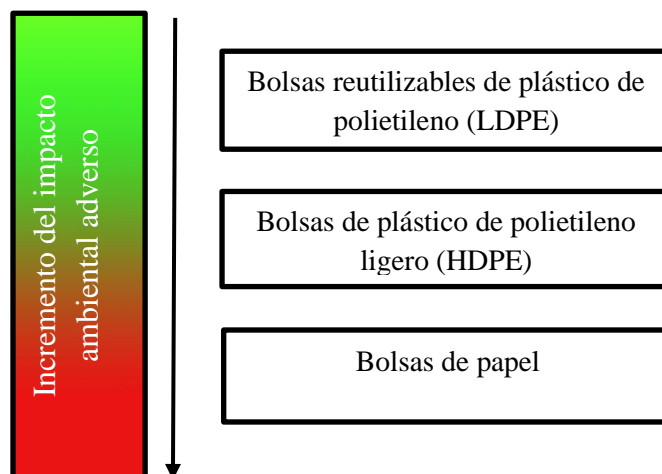 Incremento del impacto
ambiental adverso
Bolsas reutilizables de plástico de
polietileno (LDPE)
Bolsas de plástico de polietileno
ligero (HDPE)
Bolsas de papel